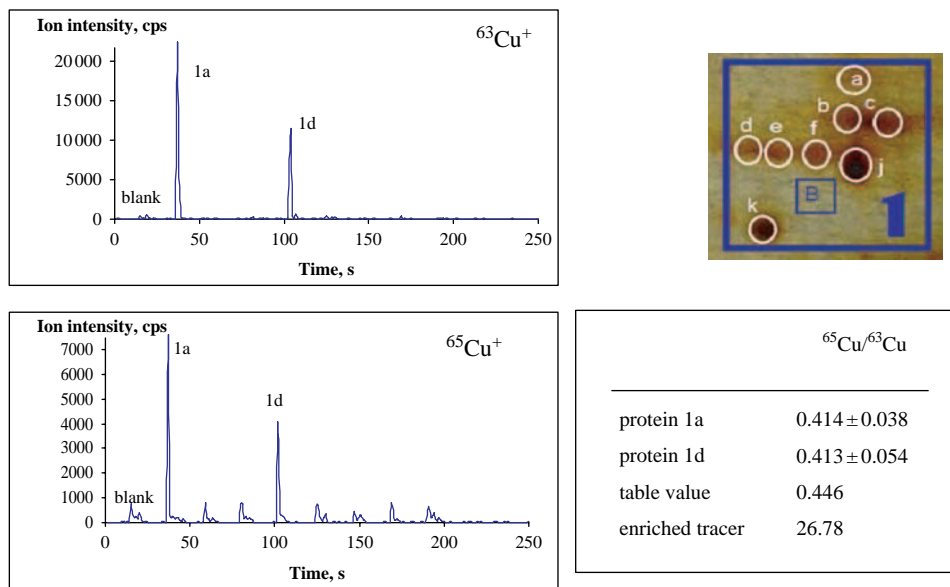 Ion intensity, cps
⁶³Cu⁺
20 000
15 000
10 000
5000
0
1a
1d
blank
0 50 100 150 200 250
Time, s
a
b c
d e f
j
B
k
1
Ion intensity, cps
⁶⁵Cu⁺
7000
6000
5000
4000
3000
2000
1000
0
1a
1d
blank
0 50 100 150 200 250
Time, s
⁶⁵Cu/⁶³Cu
protein 1a 0.414 ± 0.038
protein 1d 0.413 ± 0.054
table value 0.446
enriched tracer 26.78